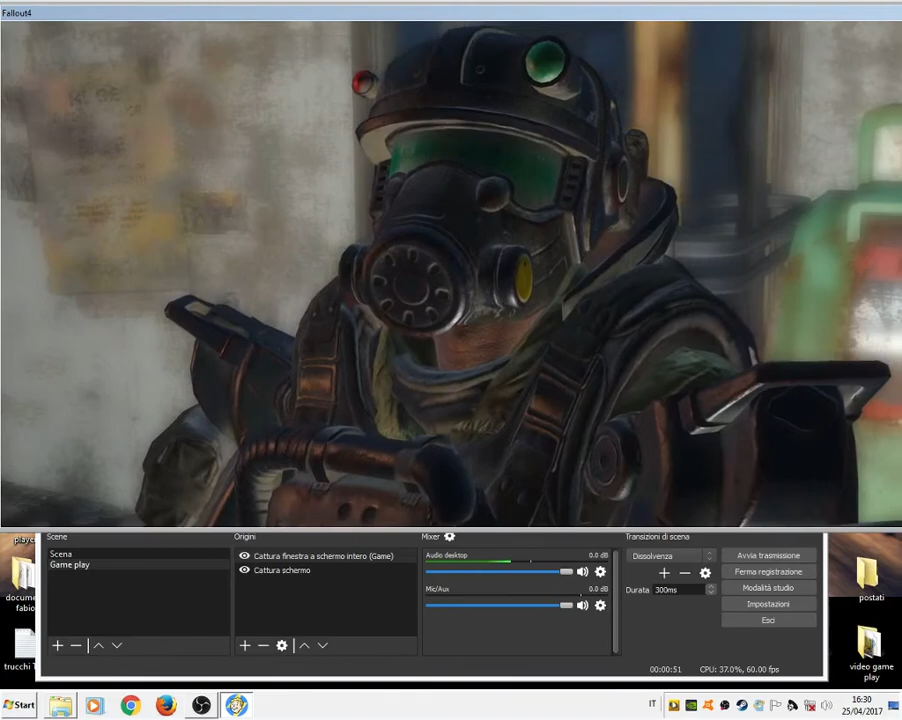 Fallout4
Scene
Origini
Mixer
Transizioni di scena
Scena
Game play
Cattura finestra a schermo intero (Game)
Cattura schermo
Audio desktop
0.0 dB
Mic/Aux
0.0 dB
Dissolvenza
Durata
300ms
Avvia trasmissione
Ferma registrazione
Modalità studio
Impostazioni
Esci
00:00:51
CPU: 37.0%, 60.00 fps
docume
fabio
trucchi
postati
video game
play
Start
IT
16:30
25/04/2017